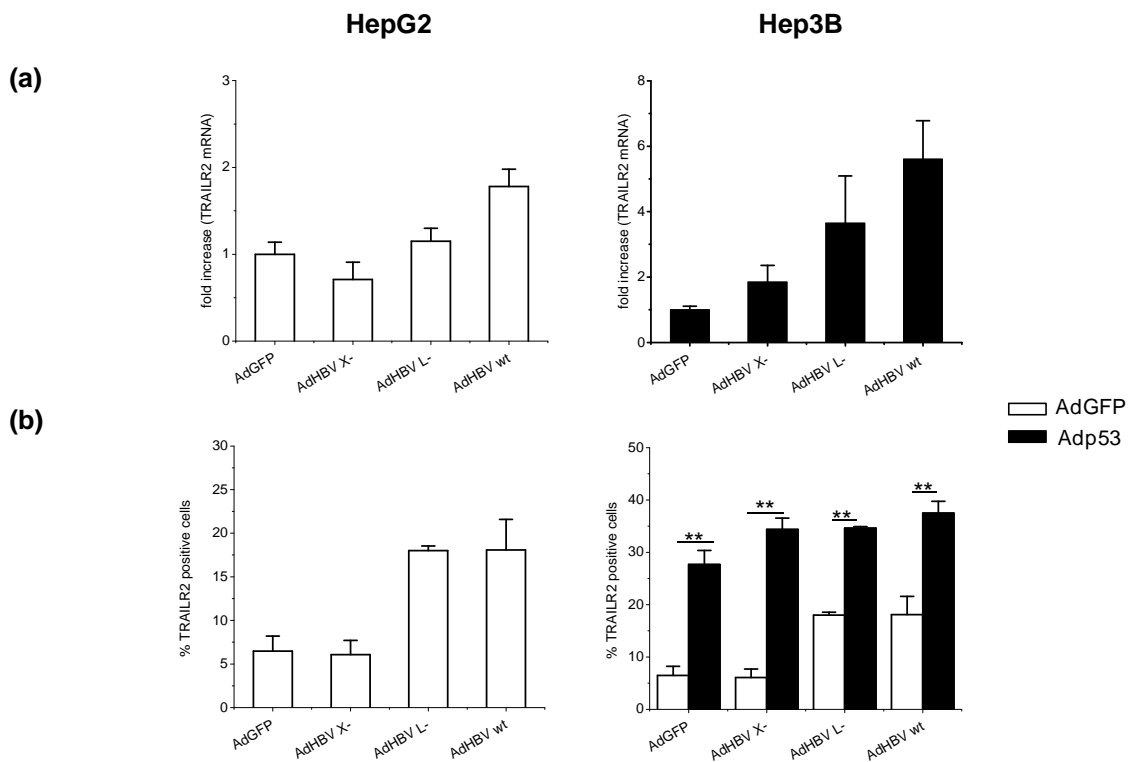 HepG2
Hep3B
(a)
fold increase (TRAILR2 mRNA)
3
2
1
0
AdGFP
AdHBV X-
AdHBV L-
AdHBV wt
fold increase (TRAILR2 mRNA)
8
6
4
2
0
AdGFP
AdHBV X-
AdHBV L-
AdHBV wt
(b)
% TRAILR2 positive cells
30
25
20
15
10
5
0
AdGFP
AdHBV X-
AdHBV L-
AdHBV wt
% TRAILR2 positive cells
50
40
30
20
10
0
**
**
**
**
AdGFP
AdHBV X-
AdHBV L-
AdHBV wt
AdGFP
Adp53